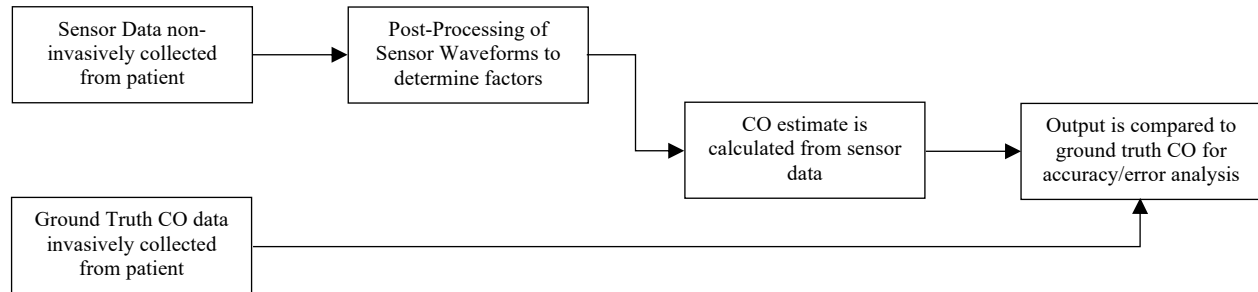 Sensor Data non-
invasively collected
from patient
Post-Processing of
Sensor Waveforms to
determine factors
CO estimate is
calculated from sensor
data
Output is compared to
ground truth CO for
accuracy/error analysis
Ground Truth CO data
invasively collected
from patient